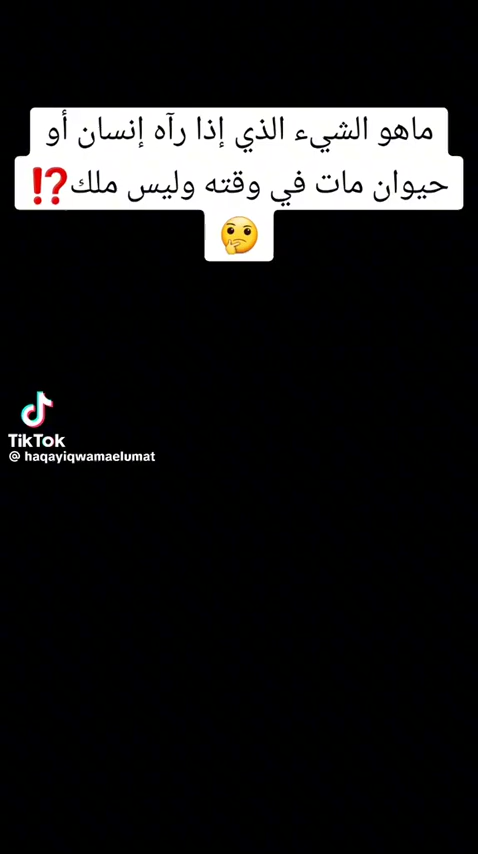 ماهو الشيء الذي إذا رآه إنسان أو
حيوان مات في وقته وليس ملك⁉️
🤔
TikTok
@ haqayiqwamaelumat